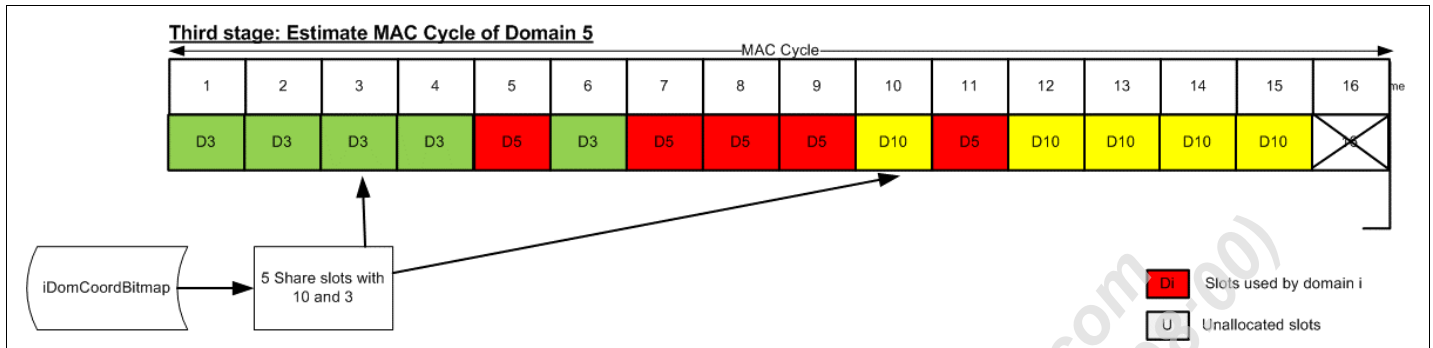 Third stage: Estimate MAC Cycle of Domain 5
MAC Cycle
1 2 3 4 5 6 7 8 9 10 11 12 13 14 15 16 me
D3 D3 D3 D3 D5 D3 D5 D5 D5 D10 D5 D10 D10 D10 D10
iDomCoordBitmap
5 Share slots with
10 and 3
Di Slots used by domain i
U Unallocated slots
com